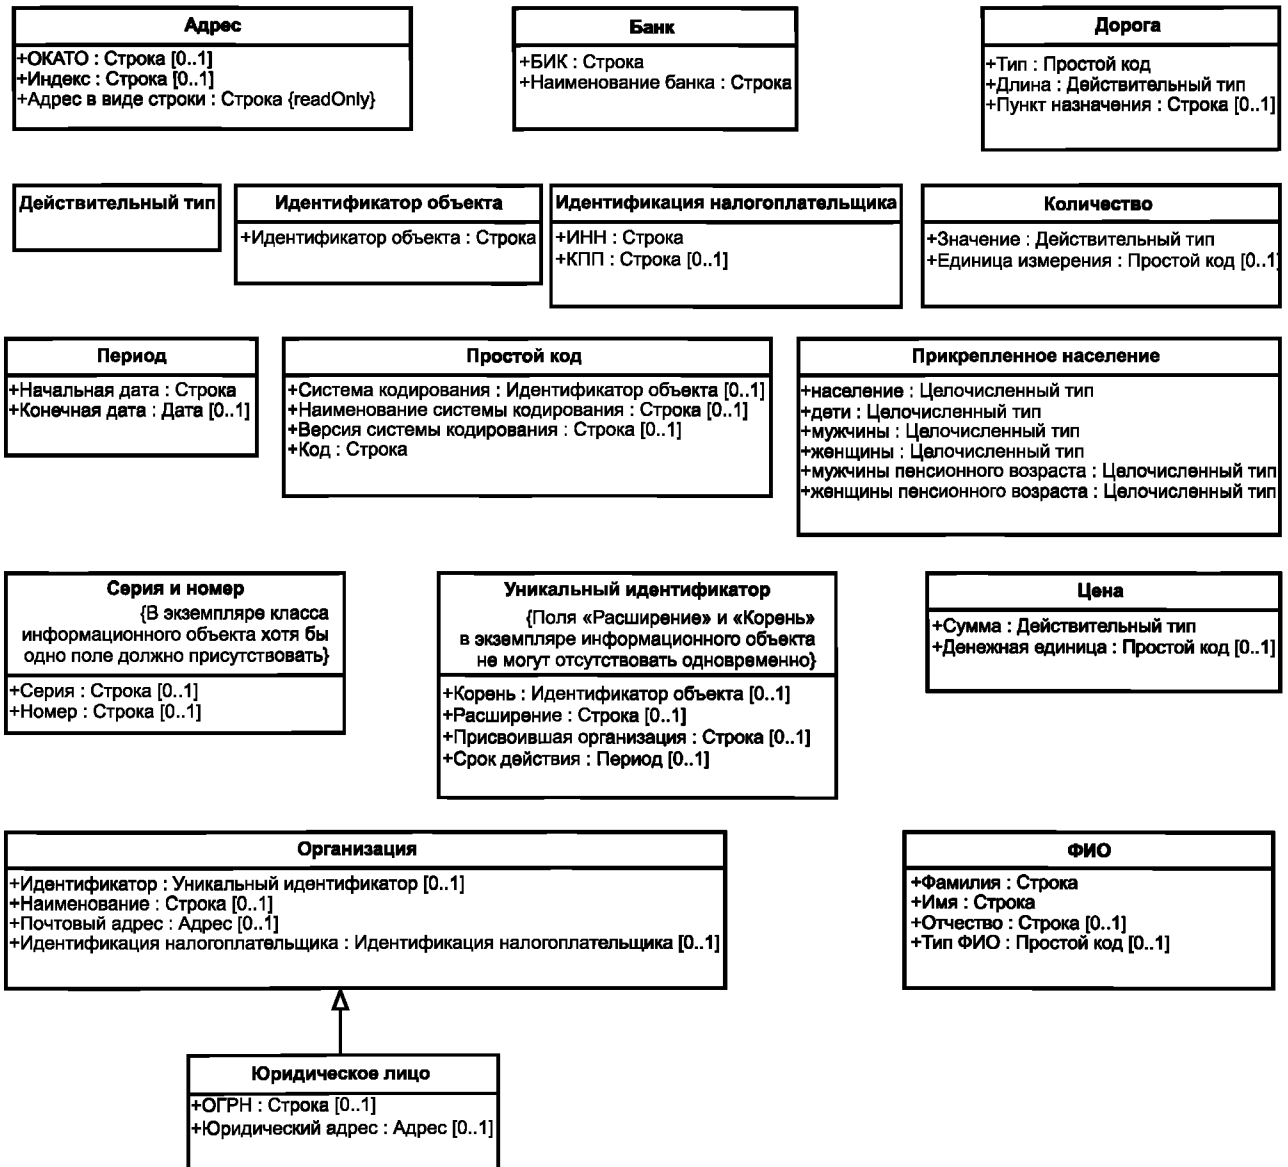 Адрес
+ОКАТО : Строка [0..1]
+Индекс : Строка [0..1]
+Адрес в виде строки : Строка {readOnly}
Банк
+БИК : Строка
+Наименование банка : Строка
Дорога
+Тип : Простой код
+Длина : Действительный тип
+Пункт назначения : Строка [0..1]
Действительный тип
Идентификатор объекта
+Идентификатор объекта : Строка
Идентификация налогоплательщика
+ИНН : Строка
+КПП : Строка [0..1]
Количество
+Значение : Действительный тип
+Единица измерения : Простой код [0..1]
Период
+Начальная дата : Строка
+Конечная дата : Дата [0..1]
Простой код
+Система кодирования : Идентификатор объекта [0..1]
+Наименование системы кодирования : Строка [0..1]
+Версия системы кодирования : Строка [0..1]
+Код : Строка
Прикрепленное население
+население : Целочисленный тип
+дети : Целочисленный тип
+мужчины : Целочисленный тип
+женщины : Целочисленный тип
+мужчины пенсионного возраста : Целочисленный тип
+женщины пенсионного возраста : Целочисленный тип
Серия и номер
{В экземпляре класса
информационного объекта хотя бы
одно поле должно присутствовать}
+Серия : Строка [0..1]
+Номер : Строка [0..1]
Уникальный идентификатор
{Поля «Расширение» и «Корень»
в экземпляре информационного объекта
не могут отсутствовать одновременно}
+Корень : Идентификатор объекта [0..1]
+Расширение : Строка [0..1]
+Присвоившая организация : Строка [0..1]
+Срок действия : Период [0..1]
Цена
+Сумма : Действительный тип
+Денежная единица : Простой код [0..1]
Организация
+Идентификатор : Уникальный идентификатор [0..1]
+Наименование : Строка [0..1]
+Почтовый адрес : Адрес [0..1]
+Идентификация налогоплательщика : Идентификация налогоплательщика [0..1]
ФИО
+Фамилия : Строка
+Имя : Строка
+Отчество : Строка [0..1]
+Тип ФИО : Простой код [0..1]
Юридическое лицо
+ОГРН : Строка [0..1]
+Юридический адрес : Адрес [0..1]